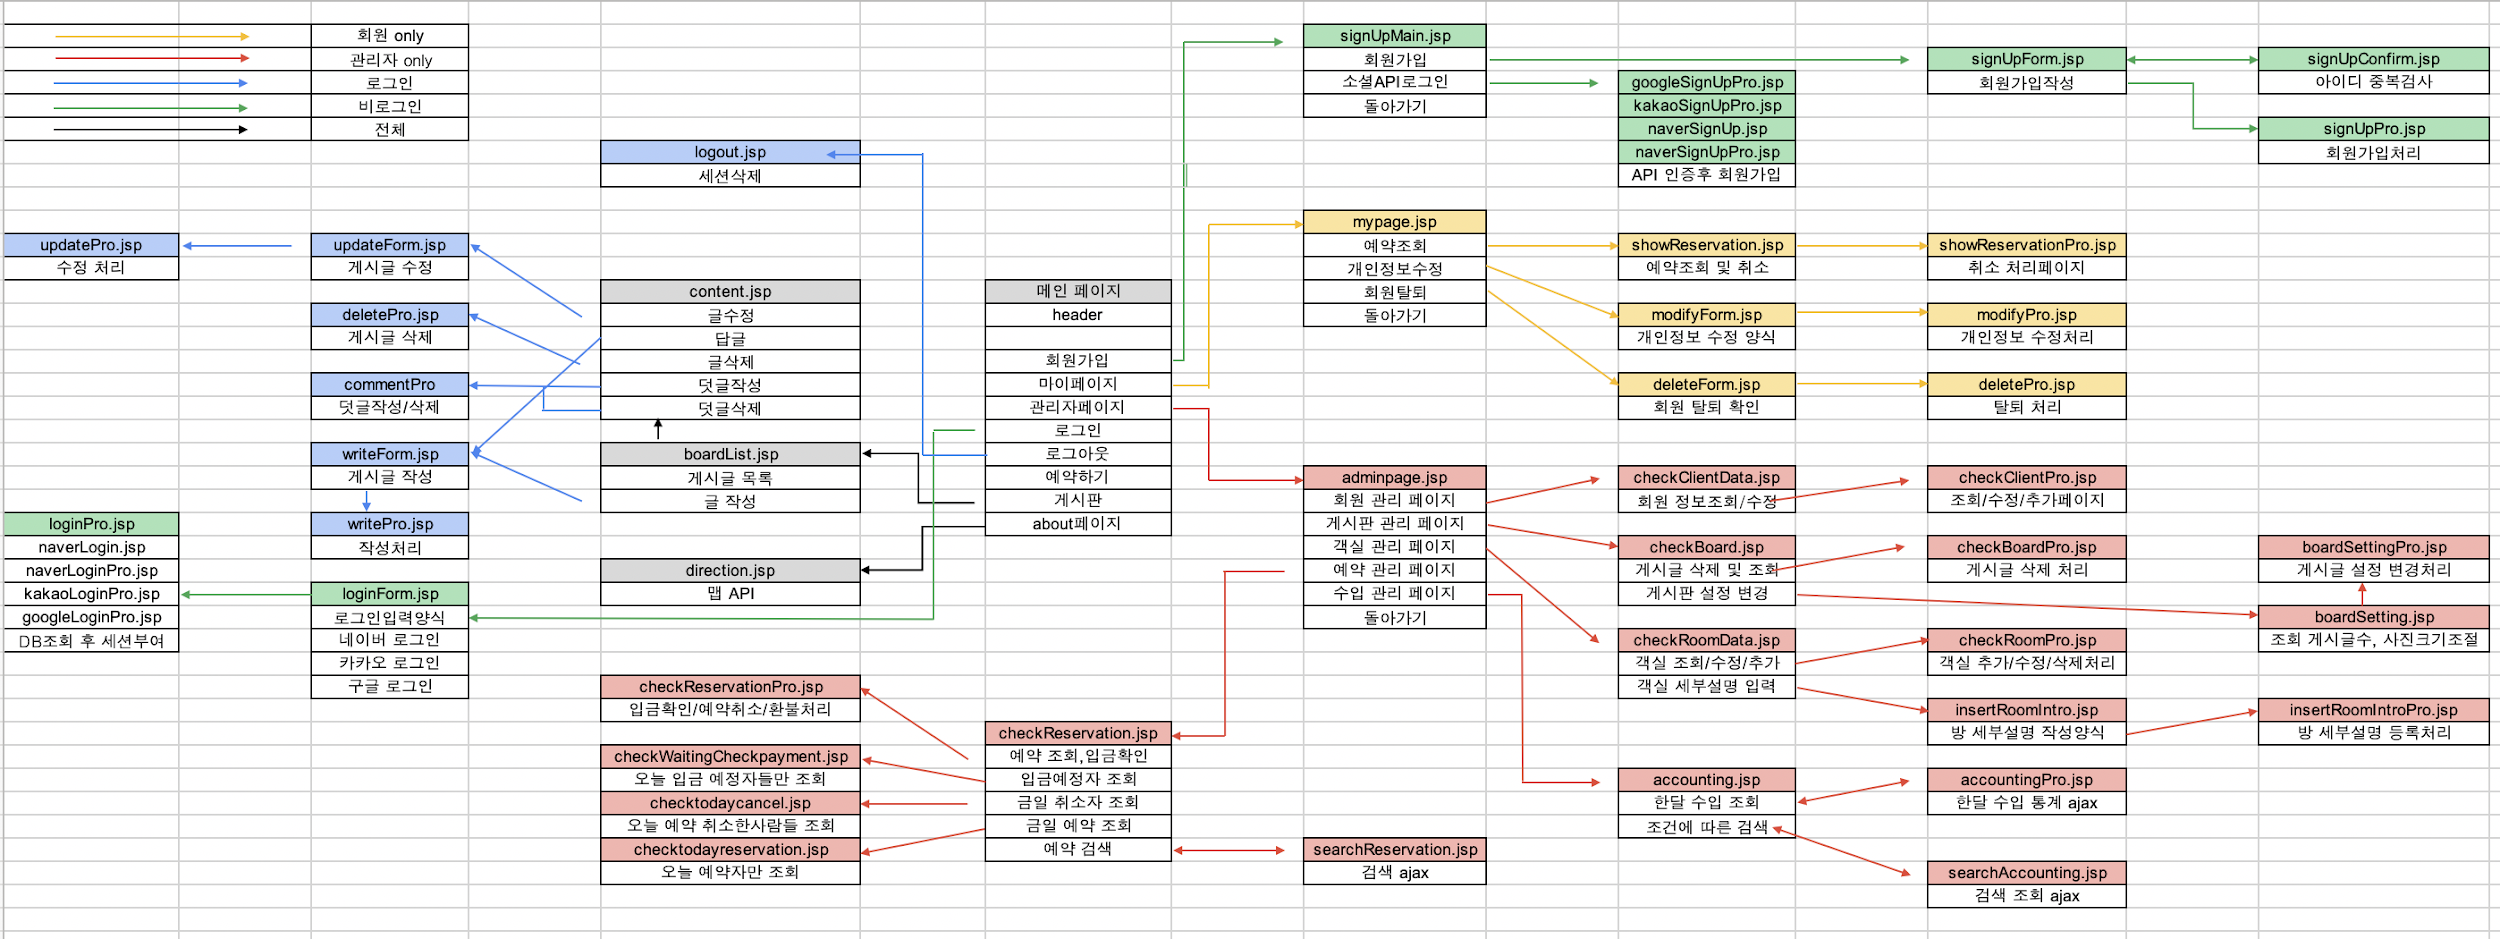 회원 only
관리자 only
로그인
비로그인
전체
signUpMain.jsp
회원가입
소셜API로그인
돌아가기
googleSignUpPro.jsp
kakaoSignUpPro.jsp
naverSignUp.jsp
naverSignUpPro.jsp
API 인증후 회원가입
signUpForm.jsp
회원가입작성
signUpConfirm.jsp
아이디 중복검사
signUpPro.jsp
회원가입처리
logout.jsp
세션삭제
updatePro.jsp
수정 처리
updateForm.jsp
게시글 수정
deletePro.jsp
게시글 삭제
commentPro
덧글작성/삭제
writeForm.jsp
게시글 작성
writePro.jsp
작성처리
content.jsp
글수정
답글
글삭제
덧글작성
덧글삭제
boardList.jsp
게시글 목록
글 작성
direction.jsp
맵 API
메인 페이지
header
회원가입
마이페이지
관리자페이지
로그인
로그아웃
예약하기
게시판
about페이지
mypage.jsp
예약조회
개인정보수정
회원탈퇴
돌아가기
showReservation.jsp
예약조회 및 취소
showReservationPro.jsp
취소 처리페이지
modifyForm.jsp
개인정보 수정 양식
modifyPro.jsp
개인정보 수정처리
deleteForm.jsp
회원 탈퇴 확인
deletePro.jsp
탈퇴 처리
loginPro.jsp
naverLogin.jsp
naverLoginPro.jsp
kakaoLoginPro.jsp
googleLoginPro.jsp
DB조회 후 세션부여
loginForm.jsp
로그인입력양식
네이버 로그인
카카오 로그인
구글 로그인
adminpage.jsp
회원 관리 페이지
게시판 관리 페이지
객실 관리 페이지
예약 관리 페이지
수입 관리 페이지
돌아가기
checkClientData.jsp
회원 정보조회/수정
checkClientPro.jsp
조회/수정/추가페이지
checkBoard.jsp
게시글 삭제 및 조회
게시판 설정 변경
checkBoardPro.jsp
게시글 삭제 처리
boardSettingPro.jsp
게시글 설정 변경처리
boardSetting.jsp
조회 게시글수, 사진크기조절
checkRoomData.jsp
객실 조회/수정/추가
객실 세부설명 입력
checkRoomPro.jsp
객실 추가/수정/삭제처리
insertRoomIntro.jsp
방 세부설명 작성양식
insertRoomIntroPro.jsp
방 세부설명 등록처리
checkReservationPro.jsp
입금확인/예약취소/환불처리
checkWaitingCheckpayment.jsp
오늘 입금 예정자들만 조회
checktodaycancel.jsp
오늘 예약 취소한사람들 조회
checktodayreservation.jsp
오늘 예약자만 조회
checkReservation.jsp
예약 조회,입금확인
입금예정자 조회
금일 취소자 조회
금일 예약 조회
예약 검색
searchReservation.jsp
검색 ajax
accounting.jsp
한달 수입 조회
조건에 따른 검색
accountingPro.jsp
한달 수입 통계 ajax
searchAccounting.jsp
검색 조회 ajax